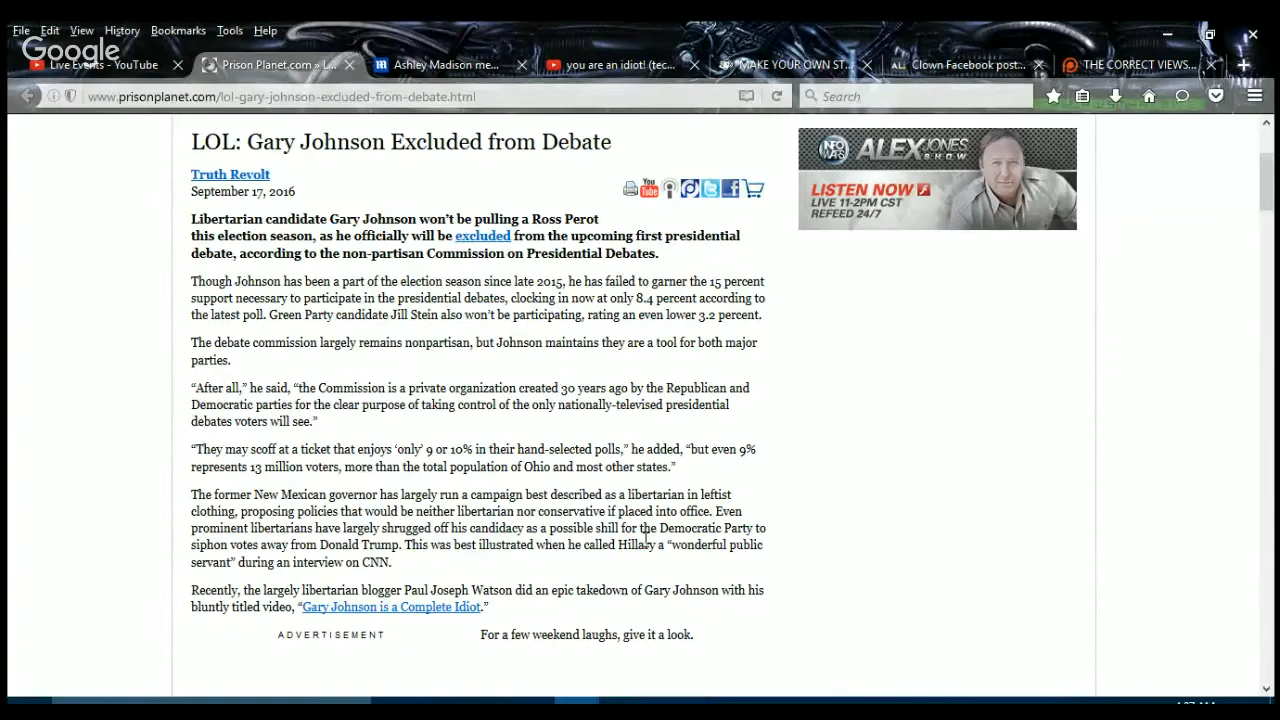 File Edit View History Bookmarks Tools Help
Google
Live Events - YouTube
Prison Planet.com » L...
Ashley Madison me...
you are an idiot! (tec...
MAKE YOUR OWN ST...
Clown Facebook post...
THE CORRECT VIEWS...
www.prisonplanet.com/lol-gary-johnson-excluded-from-debate.html
Search
LOL: Gary Johnson Excluded from Debate
Truth Revolt
September 17, 2016
You Tube
Libertarian candidate Gary Johnson won’t be pulling a Ross Perot
this election season, as he officially will be excluded from the upcoming first presidential
debate, according to the non-partisan Commission on Presidential Debates.
Though Johnson has been a part of the election season since late 2015, he has failed to garner the 15 percent
support necessary to participate in the presidential debates, clocking in now at only 8.4 percent according to
the latest poll. Green Party candidate Jill Stein also won’t be participating, rating an even lower 3.2 percent.
The debate commission largely remains nonpartisan, but Johnson maintains they are a tool for both major
parties.
“After all,” he said, “the Commission is a private organization created 30 years ago by the Republican and
Democratic parties for the clear purpose of taking control of the only nationally-televised presidential
debates voters will see.”
“They may scoff at a ticket that enjoys ‘only’ 9 or 10% in their hand-selected polls,” he added, “but even 9%
represents 13 million voters, more than the total population of Ohio and most other states.”
The former New Mexican governor has largely run a campaign best described as a libertarian in leftist
clothing, proposing policies that would be neither libertarian nor conservative if placed into office. Even
prominent libertarians have largely shrugged off his candidacy as a possible shill for the Democratic Party to
siphon votes away from Donald Trump. This was best illustrated when he called Hillary a “wonderful public
servant” during an interview on CNN.
Recently, the largely libertarian blogger Paul Joseph Watson did an epic takedown of Gary Johnson with his
bluntly titled video, “Gary Johnson is a Complete Idiot.”
ADVERTISEMENT
For a few weekend laughs, give it a look.
INFO WARS
ALEX JONES
SHOW
LISTEN NOW
LIVE 11-2PM CST
REFEED 24/7